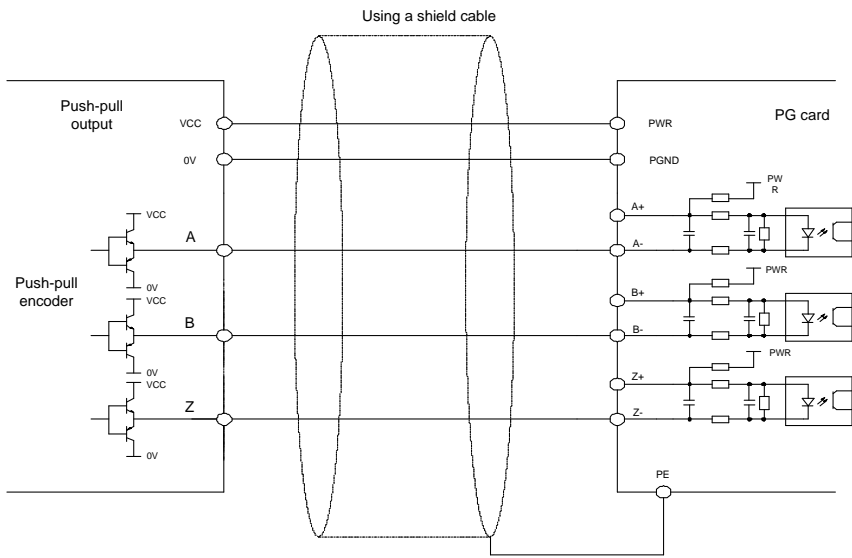 Using a shield cable
Push-pull
output
PG card
VCC
PWR
0V
PGND
PW
R
VCC
A+
A
A-
0V
Push-pull
encoder
VCC
PWR
B+
B
B-
0V
VCC
PWR
Z+
Z
Z-
0V
PE